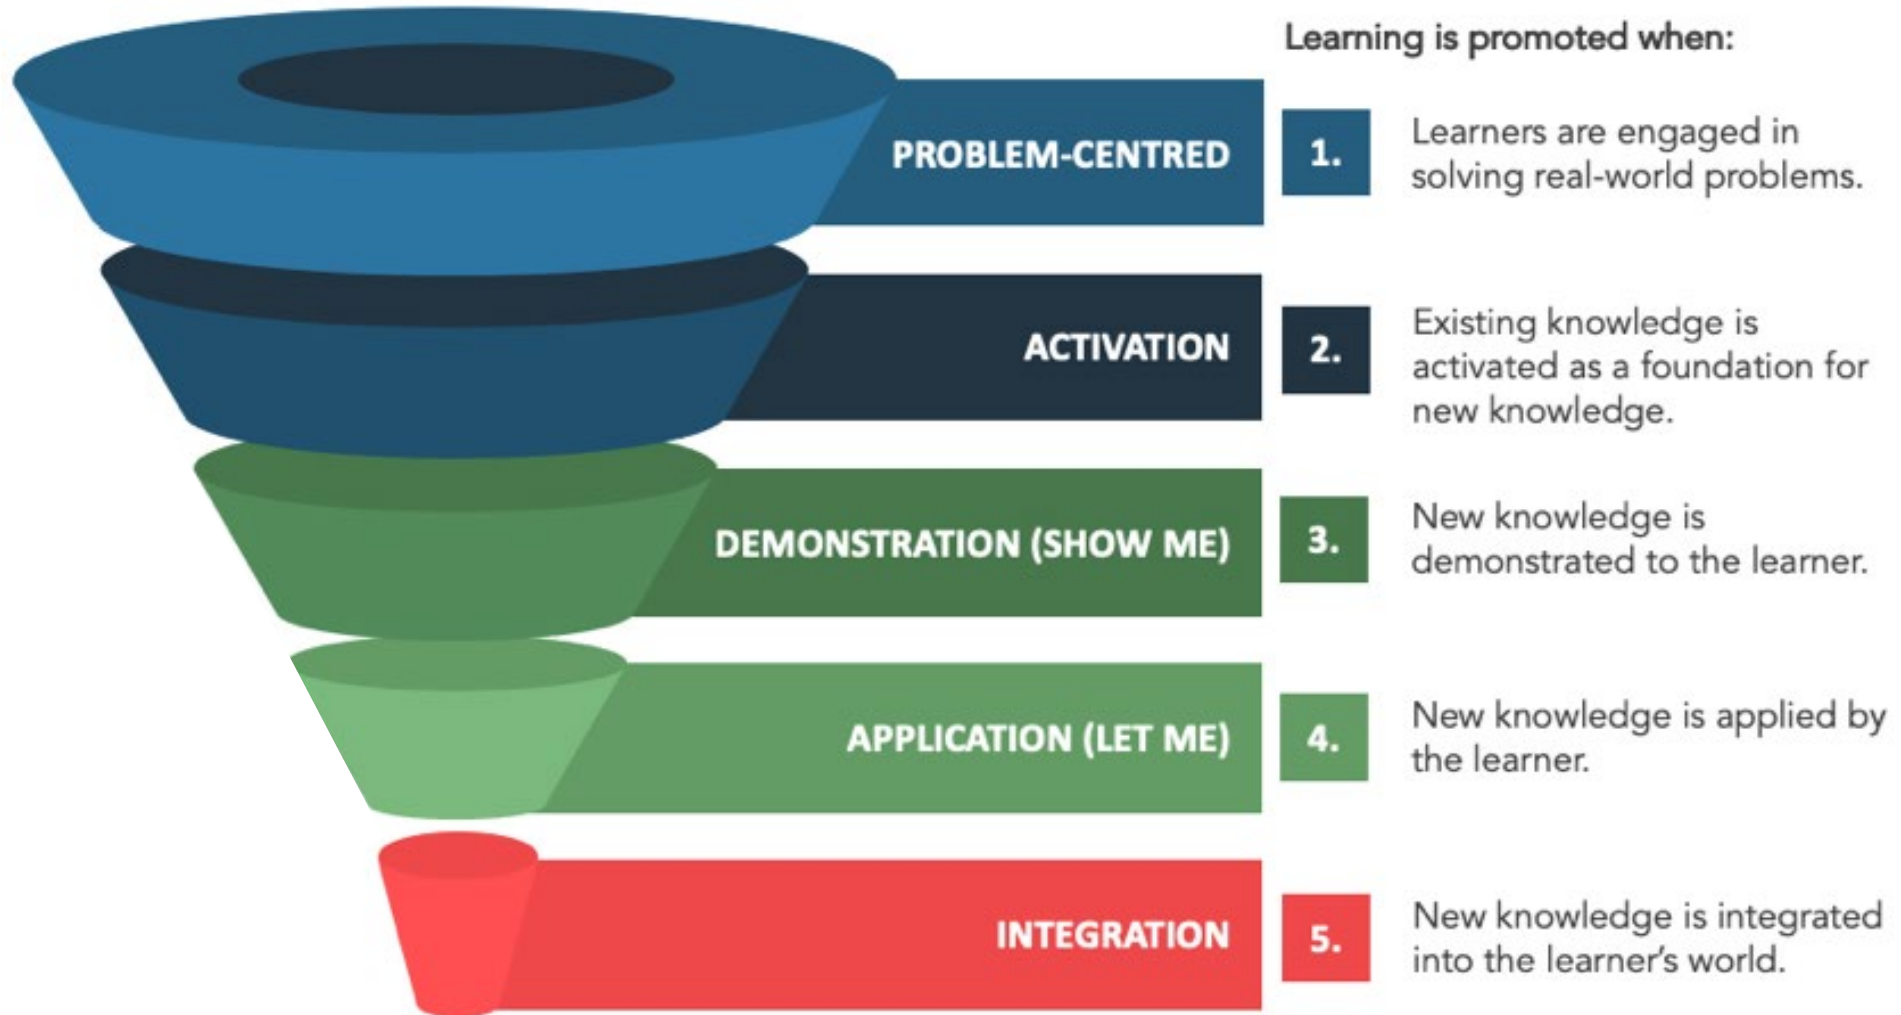 Learning is promoted when:
PROBLEM-CENTRED
1.
Learners are engaged in
solving real-world problems.
ACTIVATION
2.
Existing knowledge is
activated as a foundation for
new knowledge.
DEMONSTRATION (SHOW ME)
3.
New knowledge is
demonstrated to the learner.
APPLICATION (LET ME)
4.
New knowledge is applied by
the learner.
INTEGRATION
5.
New knowledge is integrated
into the learner’s world.